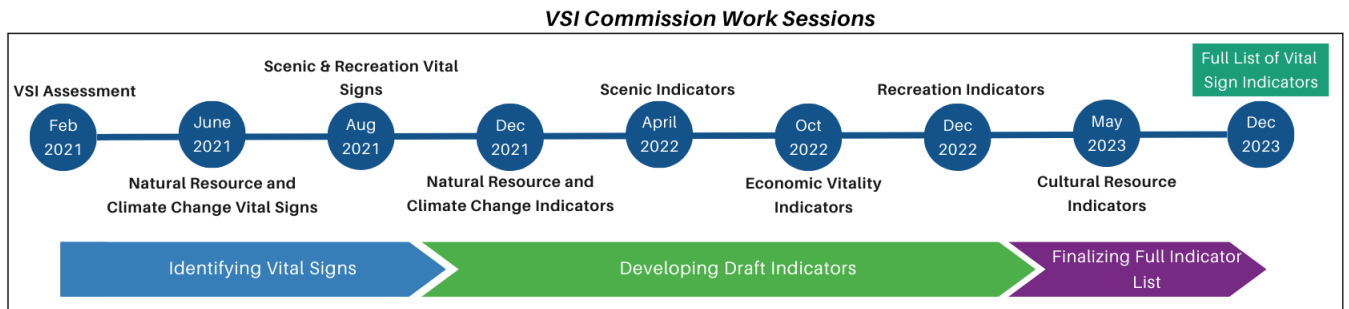 VSI Commission Work Sessions
VSI Assessment
Feb
2021
June
2021
Natural Resource and
Climate Change Vital Signs
Scenic & Recreation Vital
Signs
Aug
2021
Dec
2021
Natural Resource and
Climate Change Indicators
Scenic Indicators
April
2022
Oct
2022
Economic Vitality
Indicators
Recreation Indicators
Dec
2022
May
2023
Cultural Resource
Indicators
Full List of Vital
Sign Indicators
Dec
2023
Identifying Vital Signs
Developing Draft Indicators
Finalizing Full Indicator
List